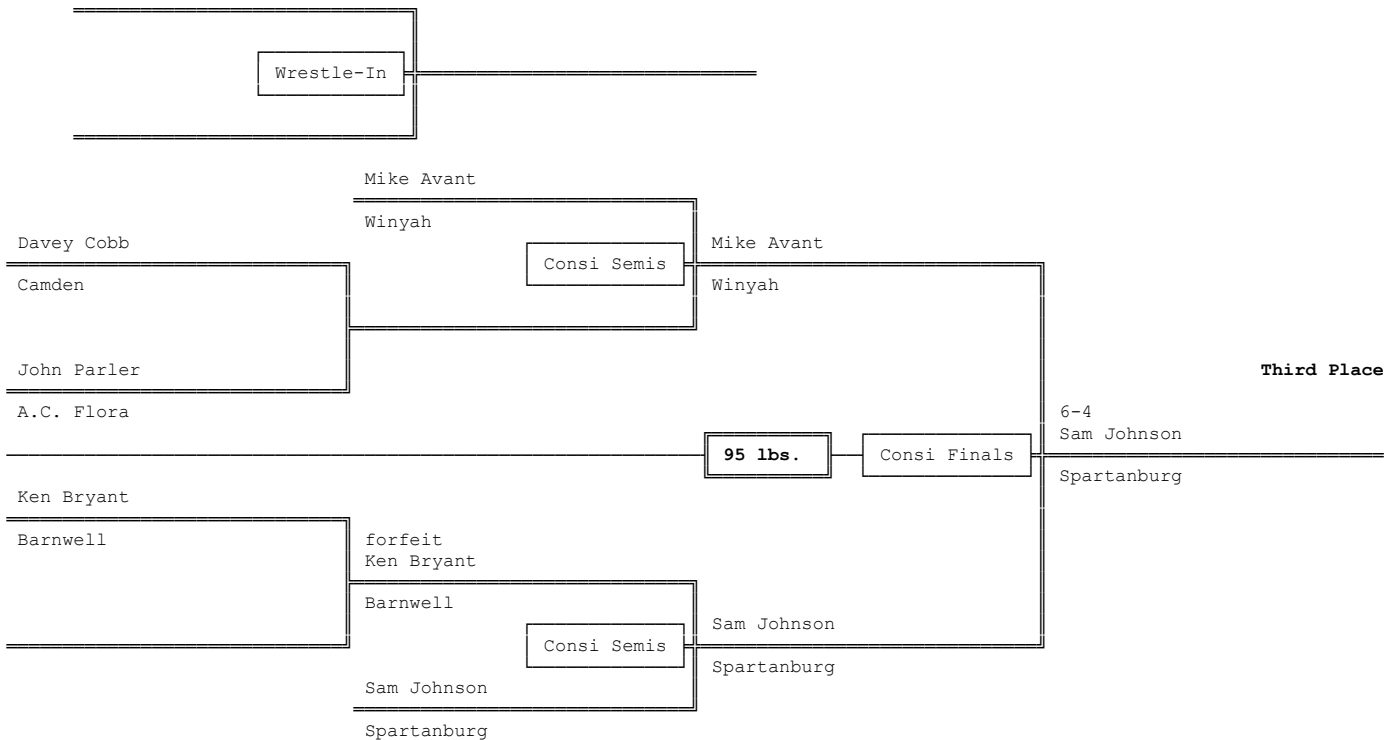 Wrestle-In
Mike Avant
Winyah
Davey Cobb
Mike Avant
Consi Semis
Camden
Winyah
John Parler
Third Place
A.C. Flora
6-4
Sam Johnson
95 lbs.
Consi Finals
Spartanburg
Ken Bryant
Barnwell
forfeit
Ken Bryant
Barnwell
Sam Johnson
Consi Semis
Spartanburg
Sam Johnson
Spartanburg